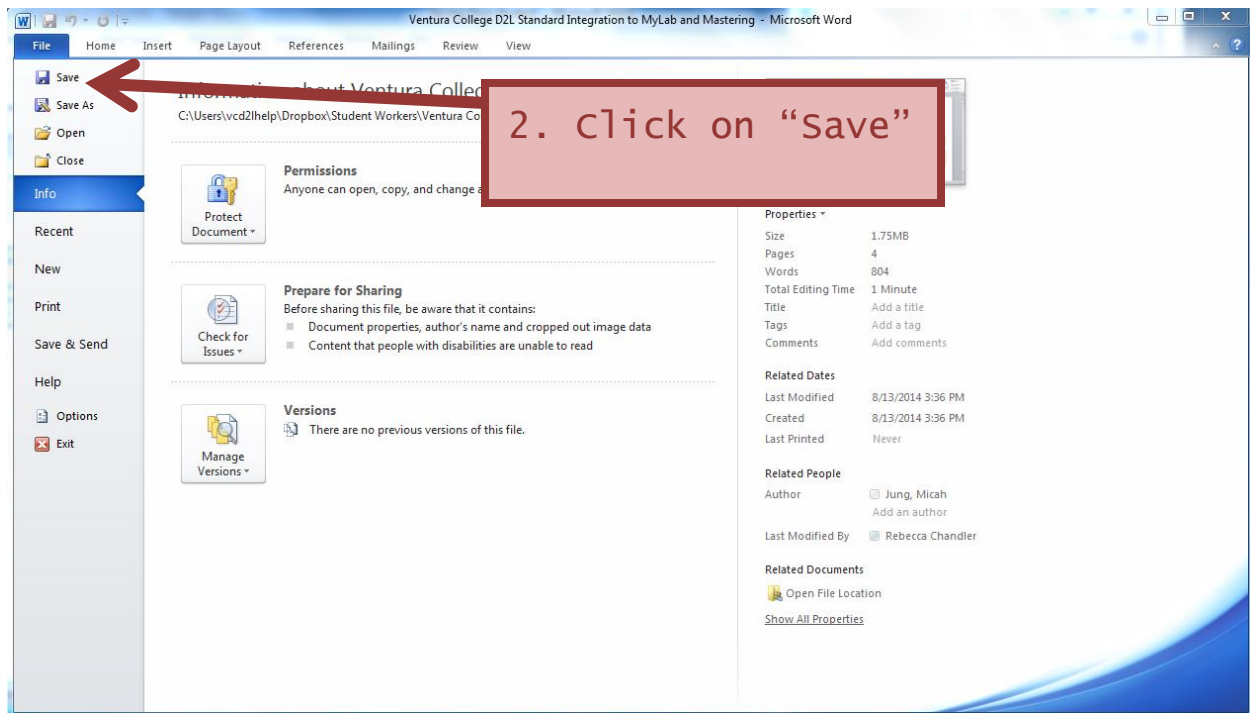 Ventura College D2L Standard Integration to MyLab and Mastering - Microsoft Word
File Home Insert Page Layout References Mailings Review View
Save
Save As
Open
Close
Info
Recent
New
Print
Save & Send
Help
Options
Exit
Information about Ventura Colleg
C:\Users\vcd2lhelp\Dropbox\Student Workers\Ventura Co
2. Click on “Save”
Protect
Document
Permissions
Anyone can open, copy, and change a
Check for
Issues
Prepare for Sharing
Before sharing this file, be aware that it contains:
Document properties, author's name and cropped out image data
Content that people with disabilities are unable to read
Manage
Versions
Versions
There are no previous versions of this file.
Properties
Size 1.75MB
Pages 4
Words 804
Total Editing Time 1 Minute
Title Add a title
Tags Add a tag
Comments Add comments
Related Dates
Last Modified 8/13/2014 3:36 PM
Created 8/13/2014 3:36 PM
Last Printed Never
Related People
Author Jung, Micah
Add an author
Last Modified By Rebecca Chandler
Related Documents
Open File Location
Show All Properties